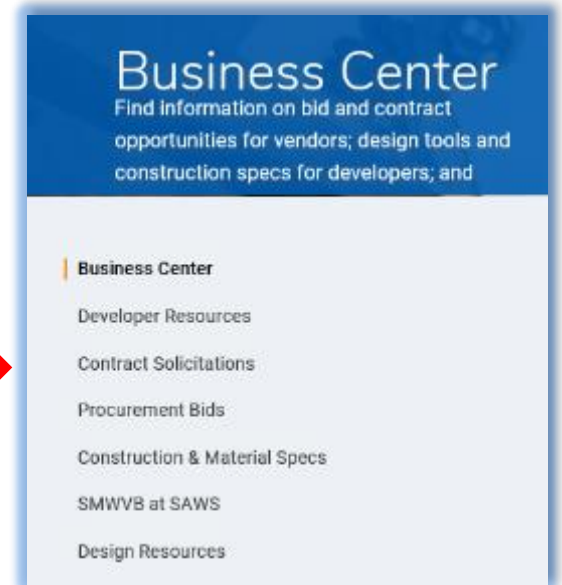 Business Center
Find information on bid and contract
opportunities for vendors; design tools and
construction specs for developers; and
Business Center
Developer Resources
Contract Solicitations
Procurement Bids
Construction & Material Specs
SMWVB at SAWS
Design Resources